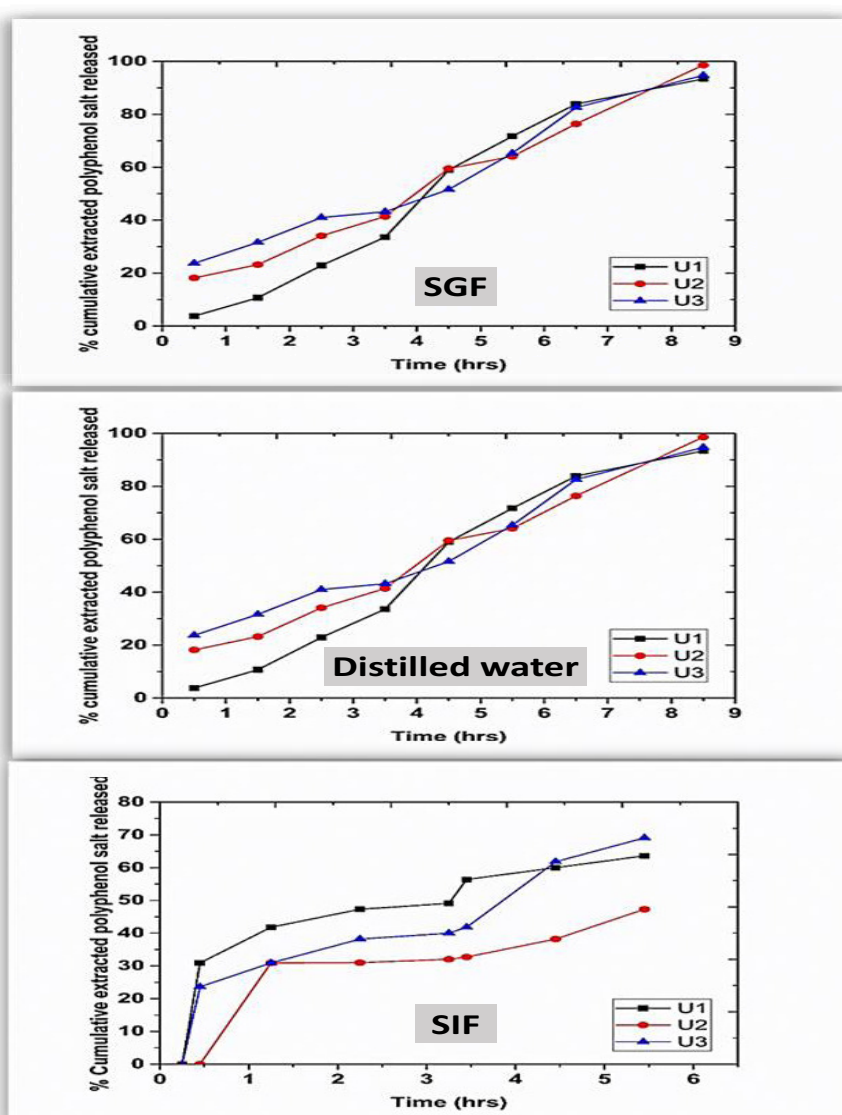 % cumulative extracted polyphenol salt released
100
80
60
40
20
0
SGF
U1
U2
U3
0 1 2 3 4 5 6 7 8 9
Time (hrs)
% cumulative extracted polyphenol salt released
100
80
60
40
20
0
Distilled water
U1
U2
U3
0 1 2 3 4 5 6 7 8 9
Time (hrs)
% Cumulative extracted polyphenol salt released
80
70
60
50
40
30
20
10
0
SIF
U1
U2
U3
0 1 2 3 4 5 6
Time (hrs)